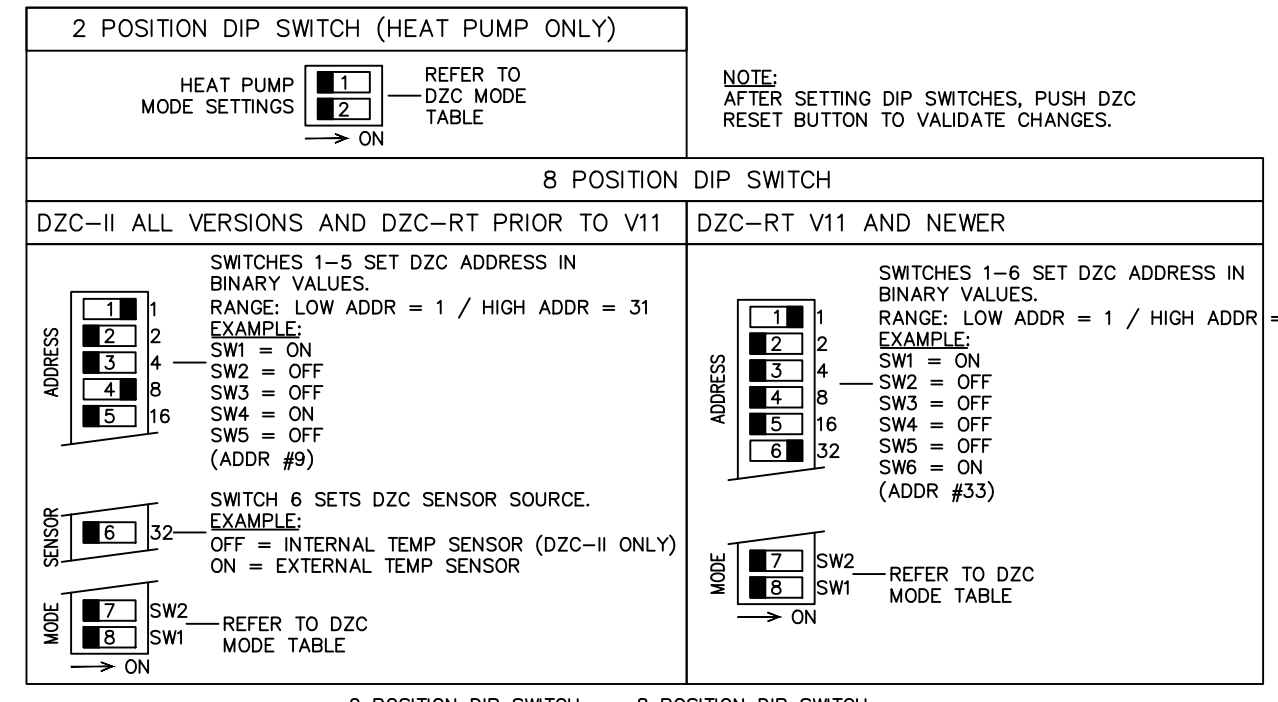 2 POSITION DIP SWITCH (HEAT PUMP ONLY)
HEAT PUMP
MODE SETTINGS
1
2
ON
REFER TO
DZC MODE
TABLE
NOTE:
AFTER SETTING DIP SWITCHES, PUSH DZC
RESET BUTTON TO VALIDATE CHANGES.
8 POSITION DIP SWITCH
DZC-II ALL VERSIONS AND DZC-RT PRIOR TO V11
ADDRESS
1 1
2 2
3 4
4 8
5 16
SWITCHES 1-5 SET DZC ADDRESS IN
BINARY VALUES.
RANGE: LOW ADDR = 1 / HIGH ADDR = 31
EXAMPLE:
SW1 = ON
SW2 = OFF
SW3 = OFF
SW4 = ON
SW5 = OFF
(ADDR #9)
SENSOR
6 32
SWITCH 6 SETS DZC SENSOR SOURCE.
EXAMPLE:
OFF = INTERNAL TEMP SENSOR (DZC-II ONLY)
ON = EXTERNAL TEMP SENSOR
MODE
7 SW2
8 SW1
ON
REFER TO DZC
MODE TABLE
DZC-RT V11 AND NEWER
ADDRESS
1 1
2 2
3 4
4 8
5 16
6 32
SWITCHES 1-6 SET DZC ADDRESS IN
BINARY VALUES.
RANGE: LOW ADDR = 1 / HIGH ADDR =
EXAMPLE:
SW1 = ON
SW2 = OFF
SW3 = OFF
SW4 = OFF
SW5 = OFF
SW6 = ON
(ADDR #33)
MODE
7 SW2
8 SW1
ON
REFER TO DZC
MODE TABLE
POSITION DIP SWITCH
POSITION DIP SWITCH